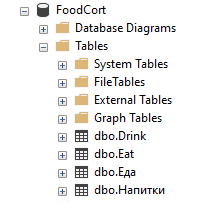 FoodCort
Database Diagrams
Tables
System Tables
FileTables
External Tables
Graph Tables
dbo.Drink
dbo.Eat
dbo.Еда
dbo.Напитки